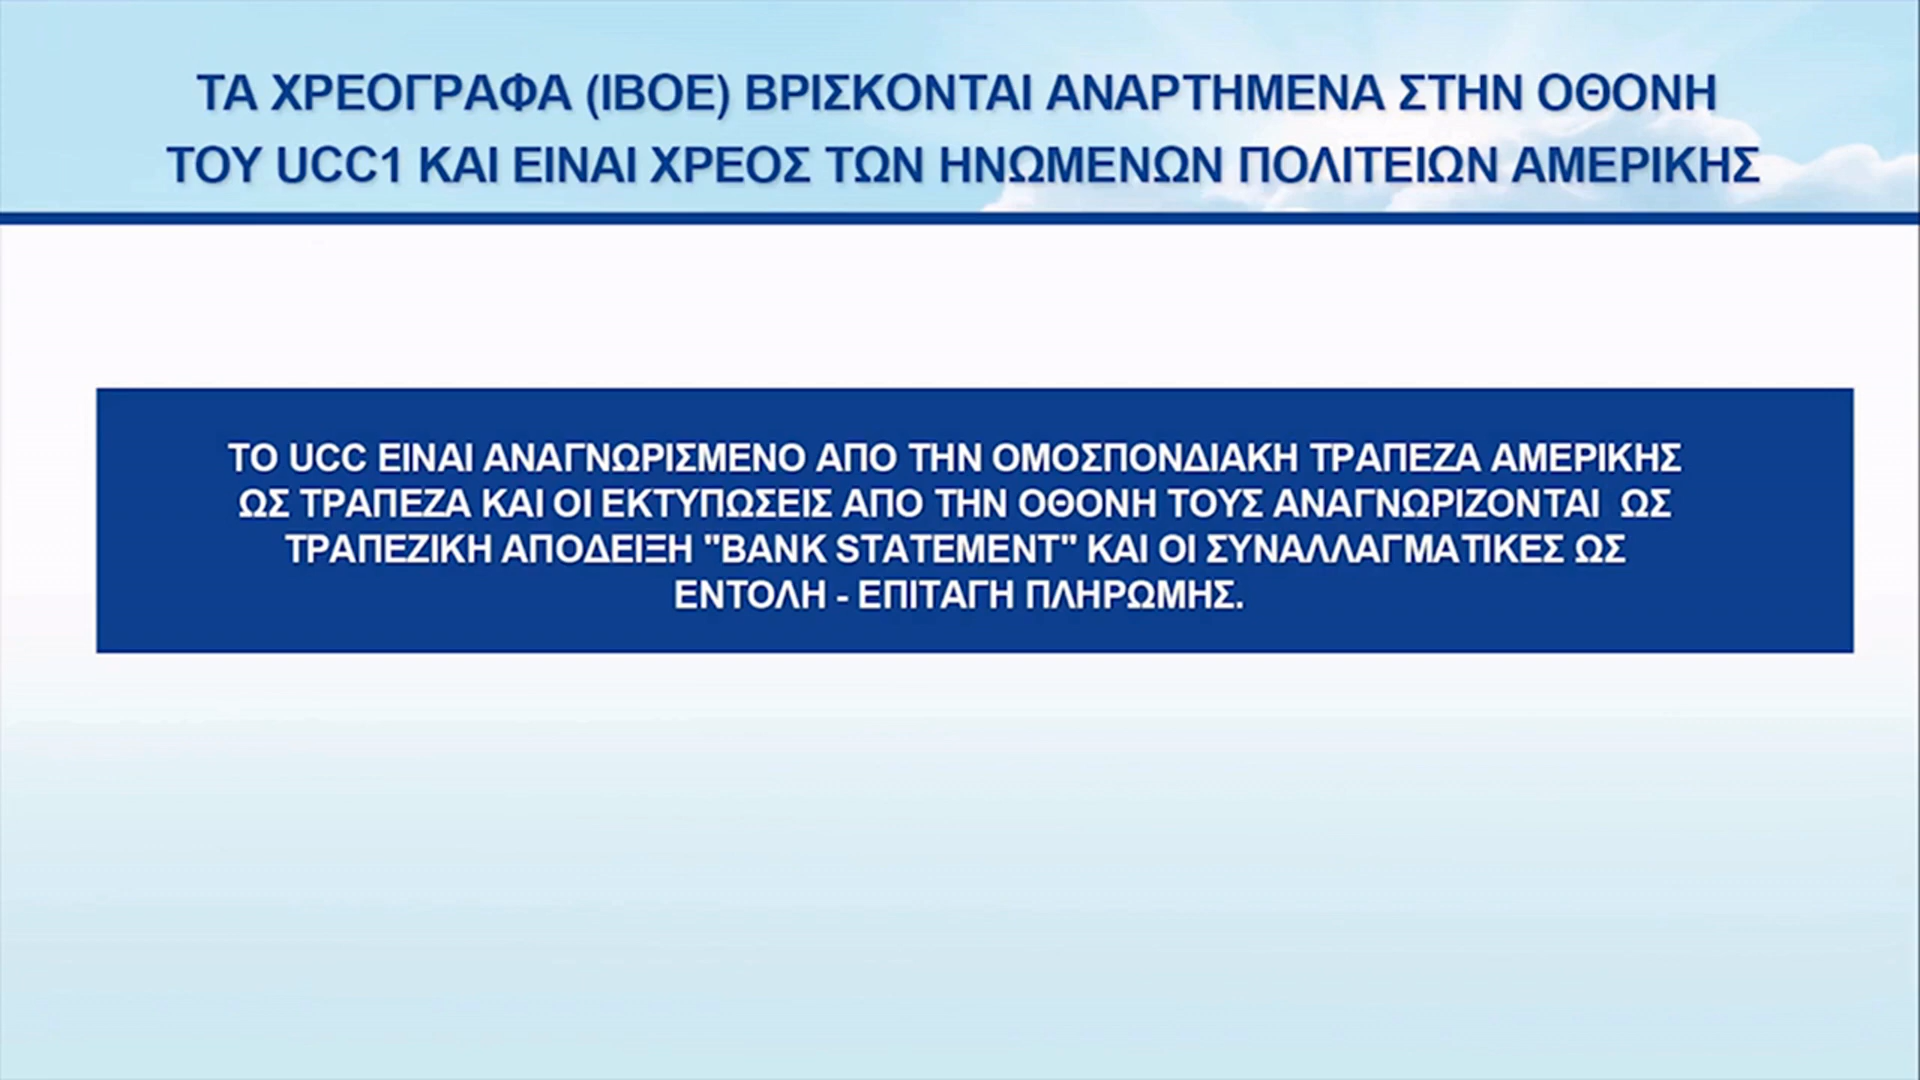 ΤΑ ΧΡΕΟΓΡΑΦΑ (IBOE) ΒΡΙΣΚΟΝΤΑΙ ΑΝΑΡΤΗΜΕΝΑ ΣΤΗΝ ΟΘΟΝΗ
ΤΟΥ UCC1 ΚΑΙ ΕΙΝΑΙ ΧΡΕΟΣ ΤΩΝ ΗΝΩΜΕΝΩΝ ΠΟΛΙΤΕΙΩΝ ΑΜΕΡΙΚΗΣ
ΤΟ UCC ΕΙΝΑΙ ΑΝΑΓΝΩΡΙΣΜΕΝΟ ΑΠΟ ΤΗΝ ΟΜΟΣΠΟΝΔΙΑΚΗ ΤΡΑΠΕΖΑ ΑΜΕΡΙΚΗΣ
ΩΣ ΤΡΑΠΕΖΑ ΚΑΙ ΟΙ ΕΚΤΥΠΩΣΕΙΣ ΑΠΟ ΤΗΝ ΟΘΟΝΗ ΤΟΥΣ ΑΝΑΓΝΩΡΙΖΟΝΤΑΙ ΩΣ
ΤΡΑΠΕΖΙΚΗ ΑΠΟΔΕΙΞΗ "BANK STATEMENT" ΚΑΙ ΟΙ ΣΥΝΑΛΛΑΓΜΑΤΙΚΕΣ ΩΣ
ΕΝΤΟΛΗ - ΕΠΙΤΑΓΗ ΠΛΗΡΩΜΗΣ.